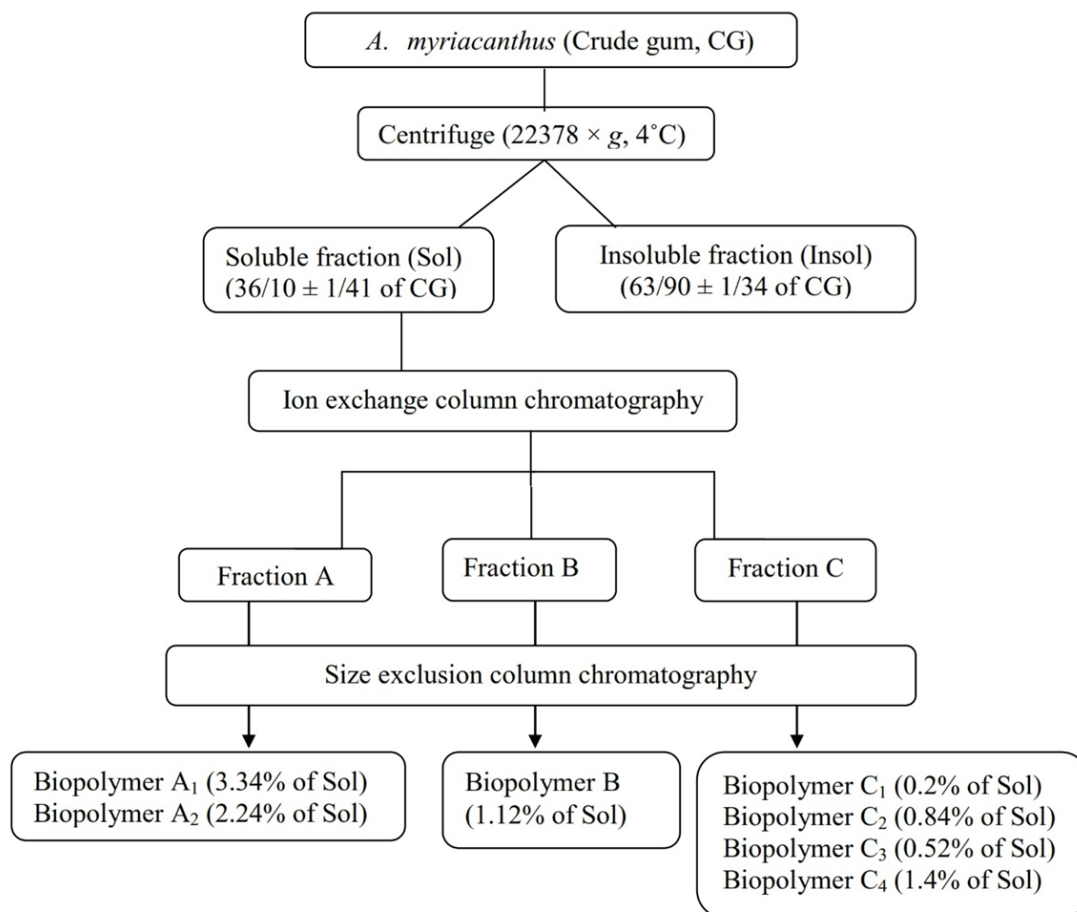 A. myriacanthus (Crude gum, CG)
Centrifuge (22378 × g, 4˚C)
Soluble fraction (Sol)
(36/10 ± 1/41 of CG)
Insoluble fraction (Insol)
(63/90 ± 1/34 of CG)
Ion exchange column chromatography
Fraction A
Fraction B
Fraction C
Size exclusion column chromatography
Biopolymer A₁ (3.34% of Sol)
Biopolymer A₂ (2.24% of Sol)
Biopolymer B
(1.12% of Sol)
Biopolymer C₁ (0.2% of Sol)
Biopolymer C₂ (0.84% of Sol)
Biopolymer C₃ (0.52% of Sol)
Biopolymer C₄ (1.4% of Sol)